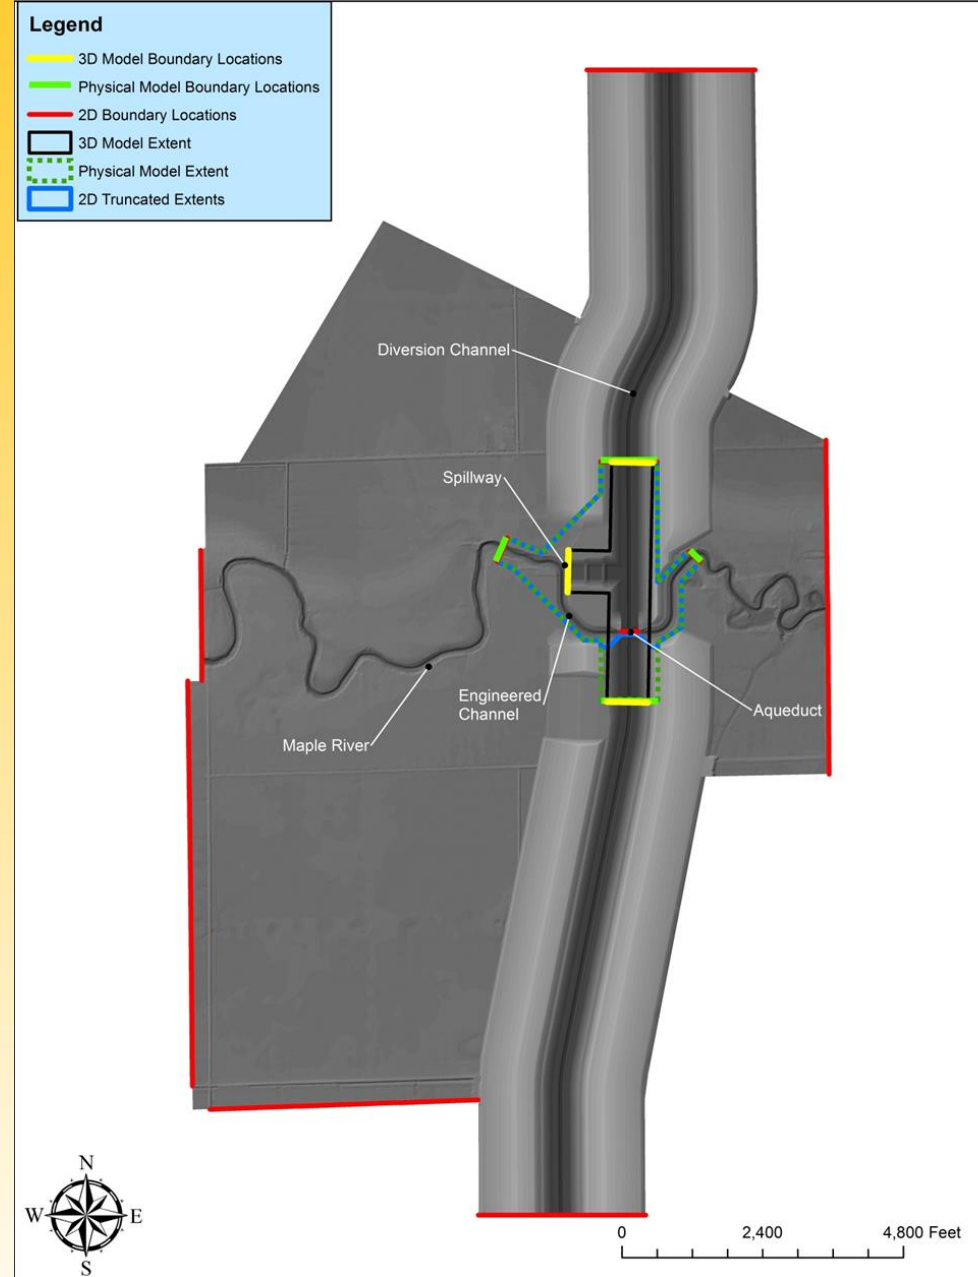 Legend
3D Model Boundary Locations
Physical Model Boundary Locations
2D Boundary Locations
3D Model Extent
Physical Model Extent
2D Truncated Extents
Diversion Channel
Spillway
Engineered
Channel
Aqueduct
Maple River
N
W
E
S
0
2,400
4,800 Feet